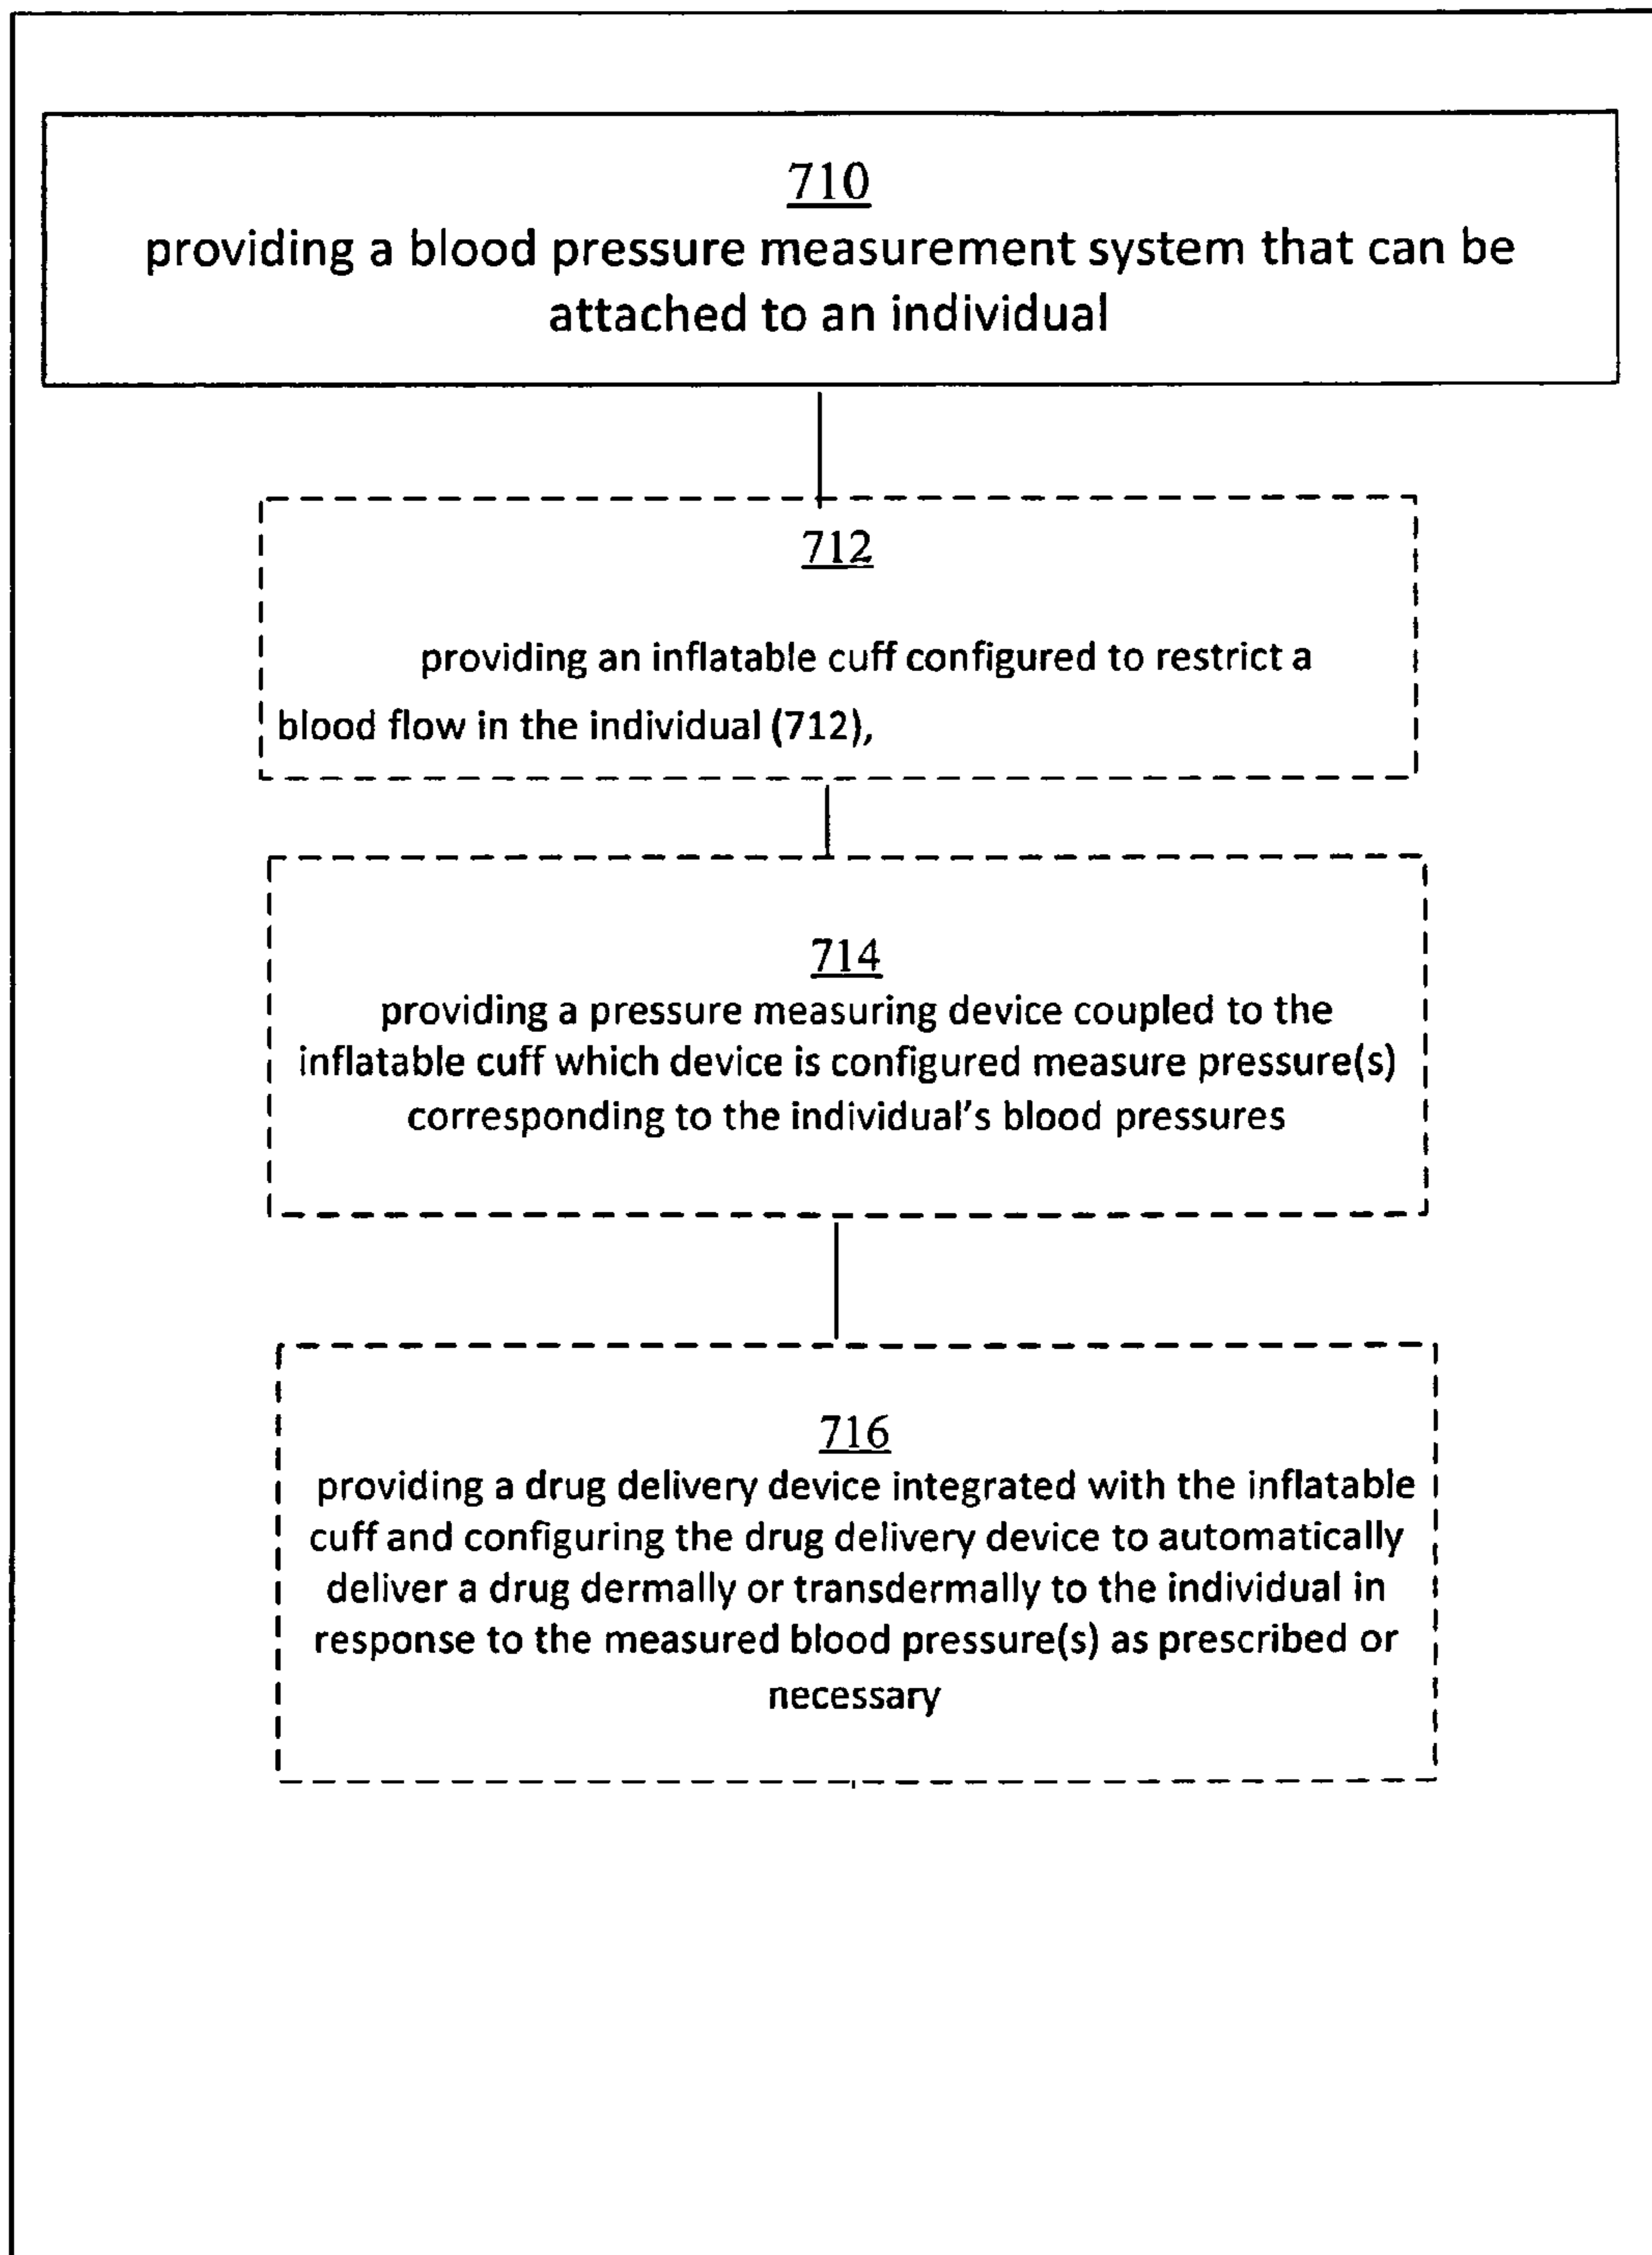 710
providing a blood pressure measurement system that can be
attached to an individual
712
providing an inflatable cuff configured to restrict a
blood flow in the individual (712),
714
providing a pressure measuring device coupled to the
inflatable cuff which device is configured measure pressure(s)
corresponding to the individual's blood pressures
716
providing a drug delivery device integrated with the inflatable
cuff and configuring the drug delivery device to automatically
deliver a drug dermally or transdermally to the individual in
response to the measured blood pressure(s) as prescribed or
necessary